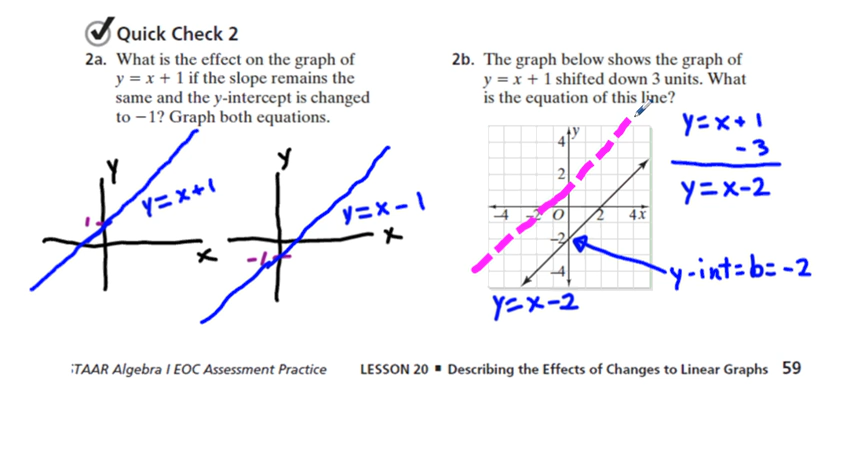 Quick Check 2
2a. What is the effect on the graph of
y = x + 1 if the slope remains the
same and the y-intercept is changed
to −1? Graph both equations.
y
y=x+1
1
x
y
y=x-1
-1
x
2b. The graph below shows the graph of
y = x + 1 shifted down 3 units. What
is the equation of this line?
y=x+1
-3
y=x-2
y
4
2
-4 -2 O 2 4 x
-2
-4
y-int=b=-2
y=x-2
STAAR Algebra I EOC Assessment Practice LESSON 20 ■ Describing the Effects of Changes to Linear Graphs 59